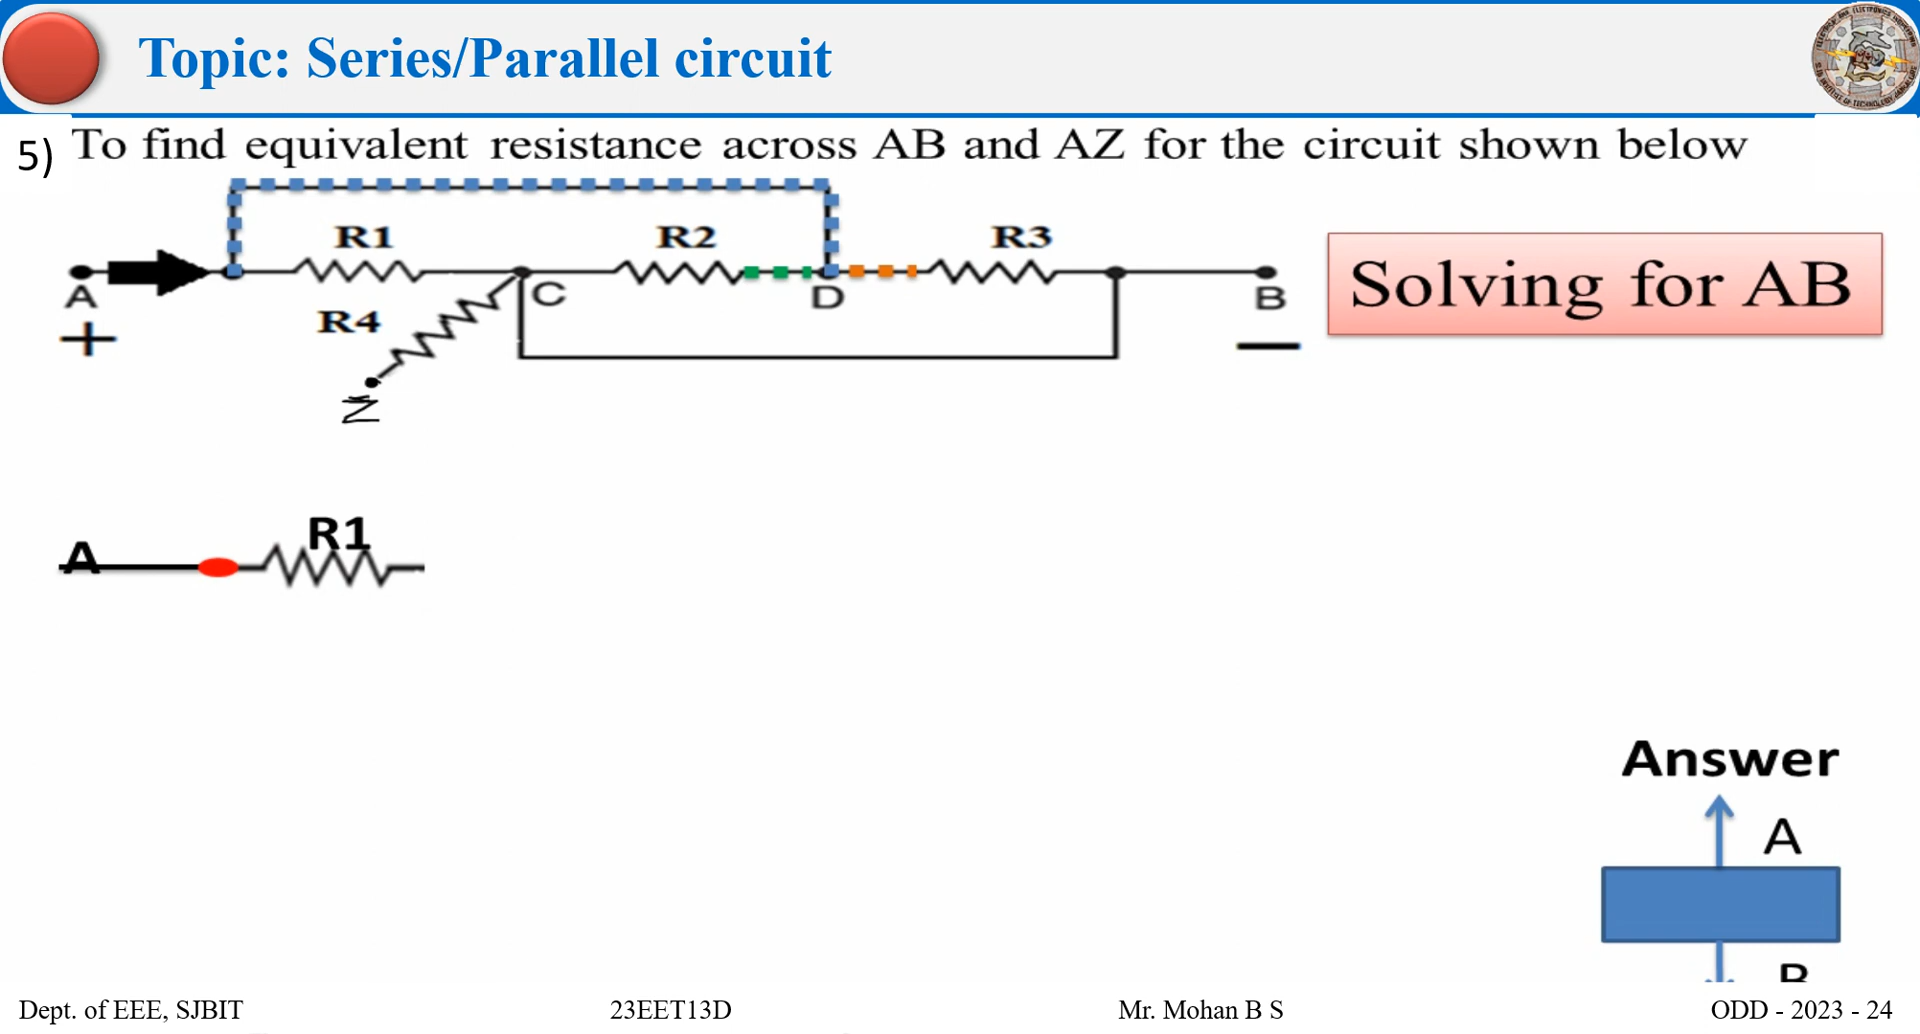 Topic: Series/Parallel circuit
5) To find equivalent resistance across AB and AZ for the circuit shown below
R1 R2 R3
A C D B
R4
+ —
Z
Solving for AB
R1
A
Answer
A
B
Dept. of EEE, SJBIT 23EET13D Mr. Mohan B S ODD - 2023 - 24